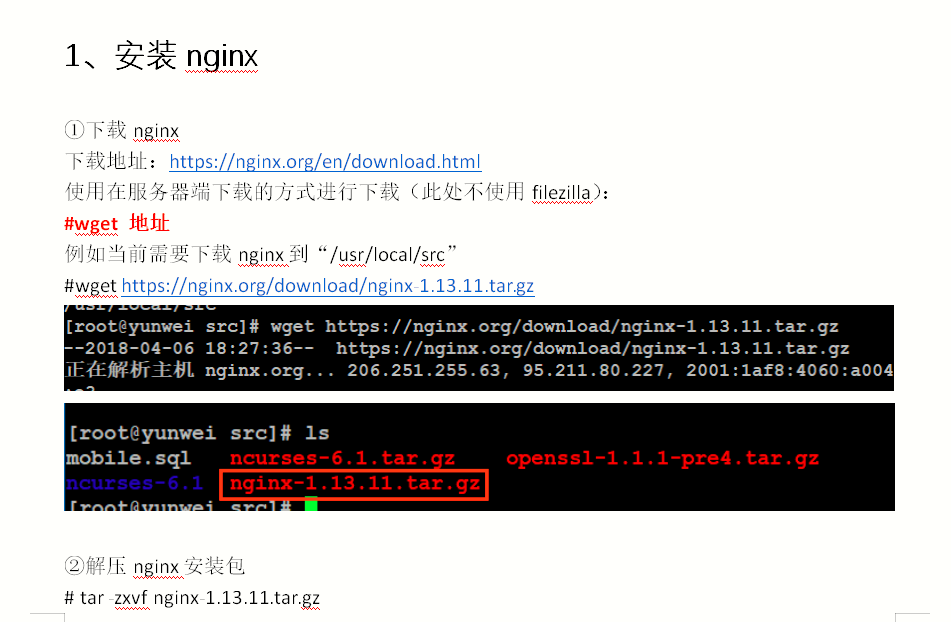 1、安装 nginx
①下载 nginx
下载地址：https://nginx.org/en/download.html
使用在服务器端下载的方式进行下载（此处不使用 filezilla）：
#wget 地址
例如当前需要下载 nginx 到“/usr/local/src”
#wget https://nginx.org/download/nginx-1.13.11.tar.gz
/usr/local/src
[root@yunwei src]# wget https://nginx.org/download/nginx-1.13.11.tar.gz
--2018-04-06 18:27:36-- https://nginx.org/download/nginx-1.13.11.tar.gz
正在解析主机 nginx.org... 206.251.255.63, 95.211.80.227, 2001:1af8:4060:a004
[root@yunwei src]# ls
mobile.sql ncurses-6.1.tar.gz openssl-1.1.1-pre4.tar.gz
ncurses-6.1 nginx-1.13.11.tar.gz
[root@yunwei src]#
②解压 nginx 安装包
# tar -zxvf nginx-1.13.11.tar.gz